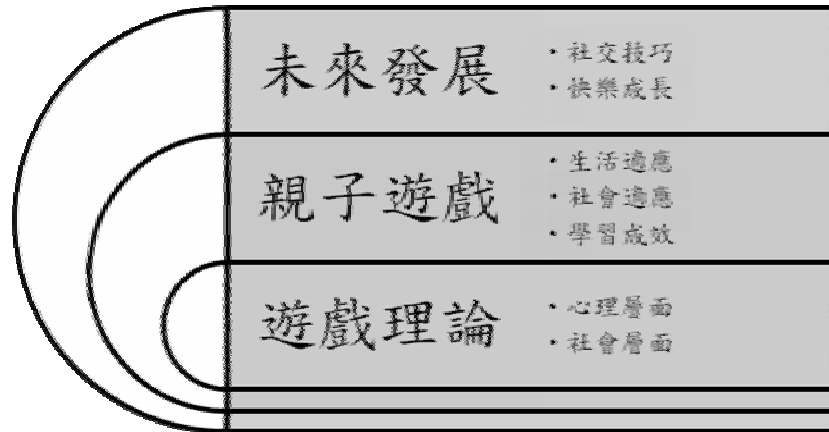 未來發展
・社交技巧
・快樂成長
親子遊戲
・生活適應
・社會適應
・學習成效
遊戲理論
・心理層面
・社會層面